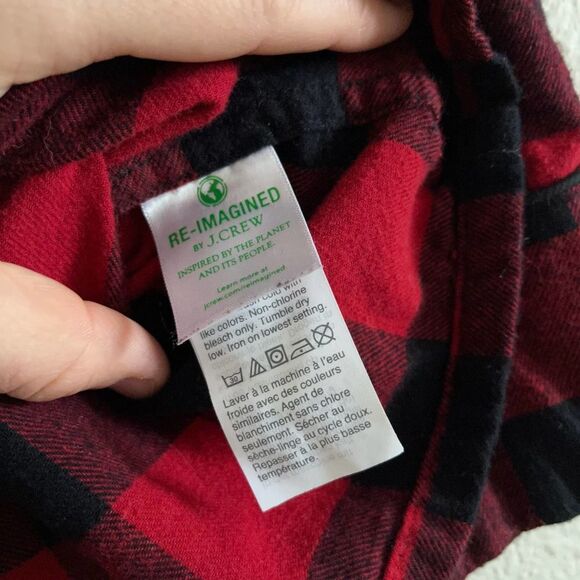 RE-IMAGINED
BY J.CREW
INSPIRED BY THE PLANET
AND ITS PEOPLE.
Learn more at
jcrew.com/reimagined
cold with
like colors. Non-chlorine
bleach only. Tumble dry
low. Iron on lowest setting.
30
Laver à la machine à l'eau
froide avec des couleurs
similaires. Agent de
blanchiment sans chlore
seulement. Sécher au
sèche-linge au cycle doux.
Repasser à la plus basse
température.